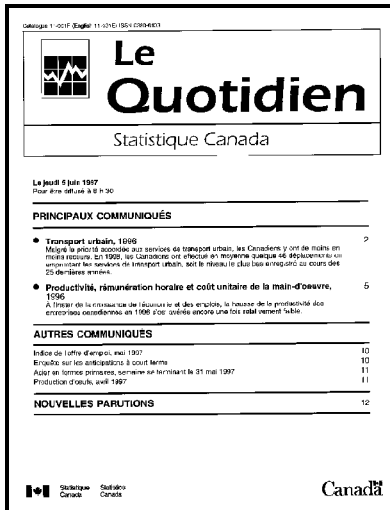 Catalogue 11-001F (English 11-001E) ISSN 0380-6103
Le
Quotidien
Statistique Canada
Le jeudi 5 juin 1997
Pour être diffusé à 8 h 30
PRINCIPAUX COMMUNIQUÉS
● Transport urbain, 1996 2
Malgré la priorité accordée aux services de transport urbain, les Canadiens y ont de moins en
moins recours. En 1996, les Canadiens ont effectué en moyenne quelque 46 déplacements en
empruntant les services de transport urbain, soit le niveau le plus bas enregistré au cours des
25 dernières années.
● Productivité, rémunération horaire et coût unitaire de la main-d'oeuvre, 5
1996
À l'instar de la croissance de l'économie et des emplois, la hausse de la productivité des
entreprises canadiennes en 1996 s'est avérée encore une fois relativement faible.
AUTRES COMMUNIQUÉS
Indice de l'offre d'emploi, mai 1997 10
Enquête sur les anticipations à court terme 10
Acier en formes primaires, semaine se terminant le 31 mai 1997 11
Production d'oeufs, avril 1997 11
NOUVELLES PARUTIONS 12
Statistique Statistics
Canada Canada
Canada